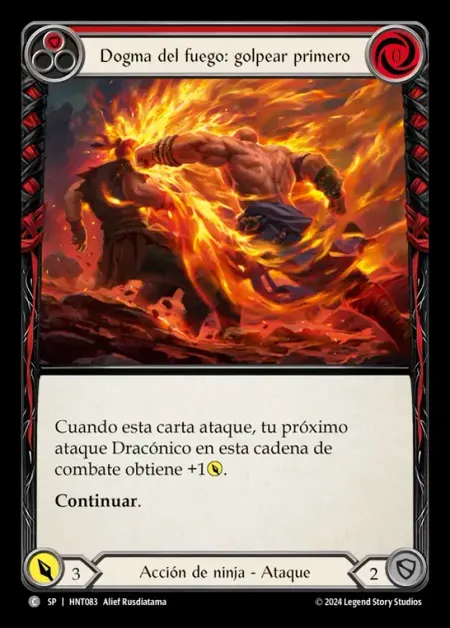 Dogma del fuego: golpear primero
0
Cuando esta carta ataque, tu próximo
ataque Dracónico en esta cadena de
combate obtiene +1.
Continuar.
3
Acción de ninja - Ataque
2
C SP | HNT083 Alief Rusdiatama
© 2024 Legend Story Studios